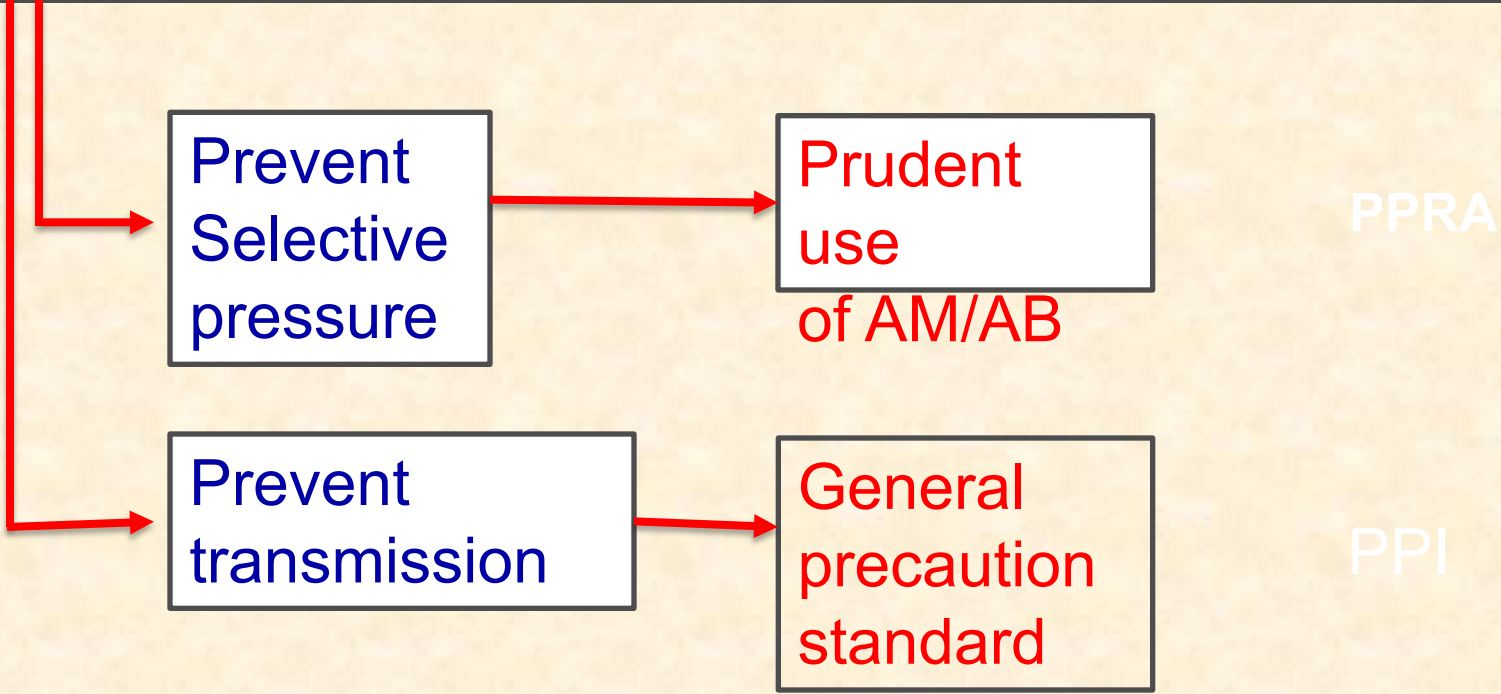 Prevent
Selective
pressure
Prudent
use
of AM/AB
PPRA
Prevent
transmission
General
precaution
standard
PPI